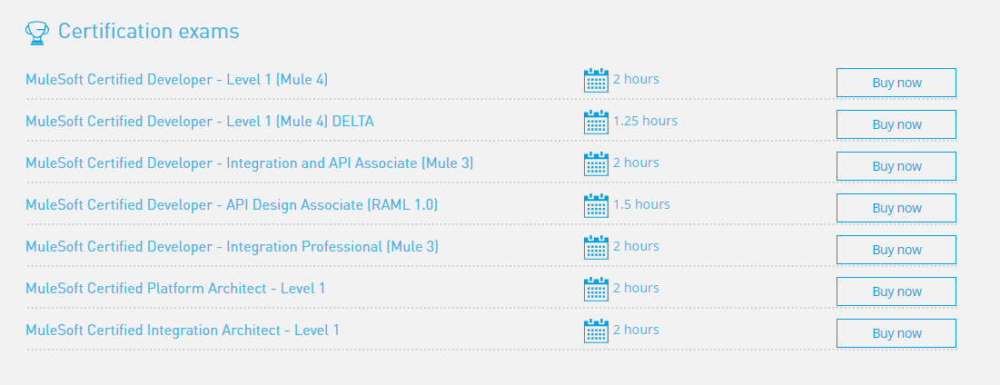 Certification exams
MuleSoft Certified Developer - Level 1 (Mule 4) 2 hours Buy now
MuleSoft Certified Developer - Level 1 (Mule 4) DELTA 1.25 hours Buy now
MuleSoft Certified Developer - Integration and API Associate (Mule 3) 2 hours Buy now
MuleSoft Certified Developer - API Design Associate (RAML 1.0) 1.5 hours Buy now
MuleSoft Certified Developer - Integration Professional (Mule 3) 2 hours Buy now
MuleSoft Certified Platform Architect - Level 1 2 hours Buy now
MuleSoft Certified Integration Architect - Level 1 2 hours Buy now